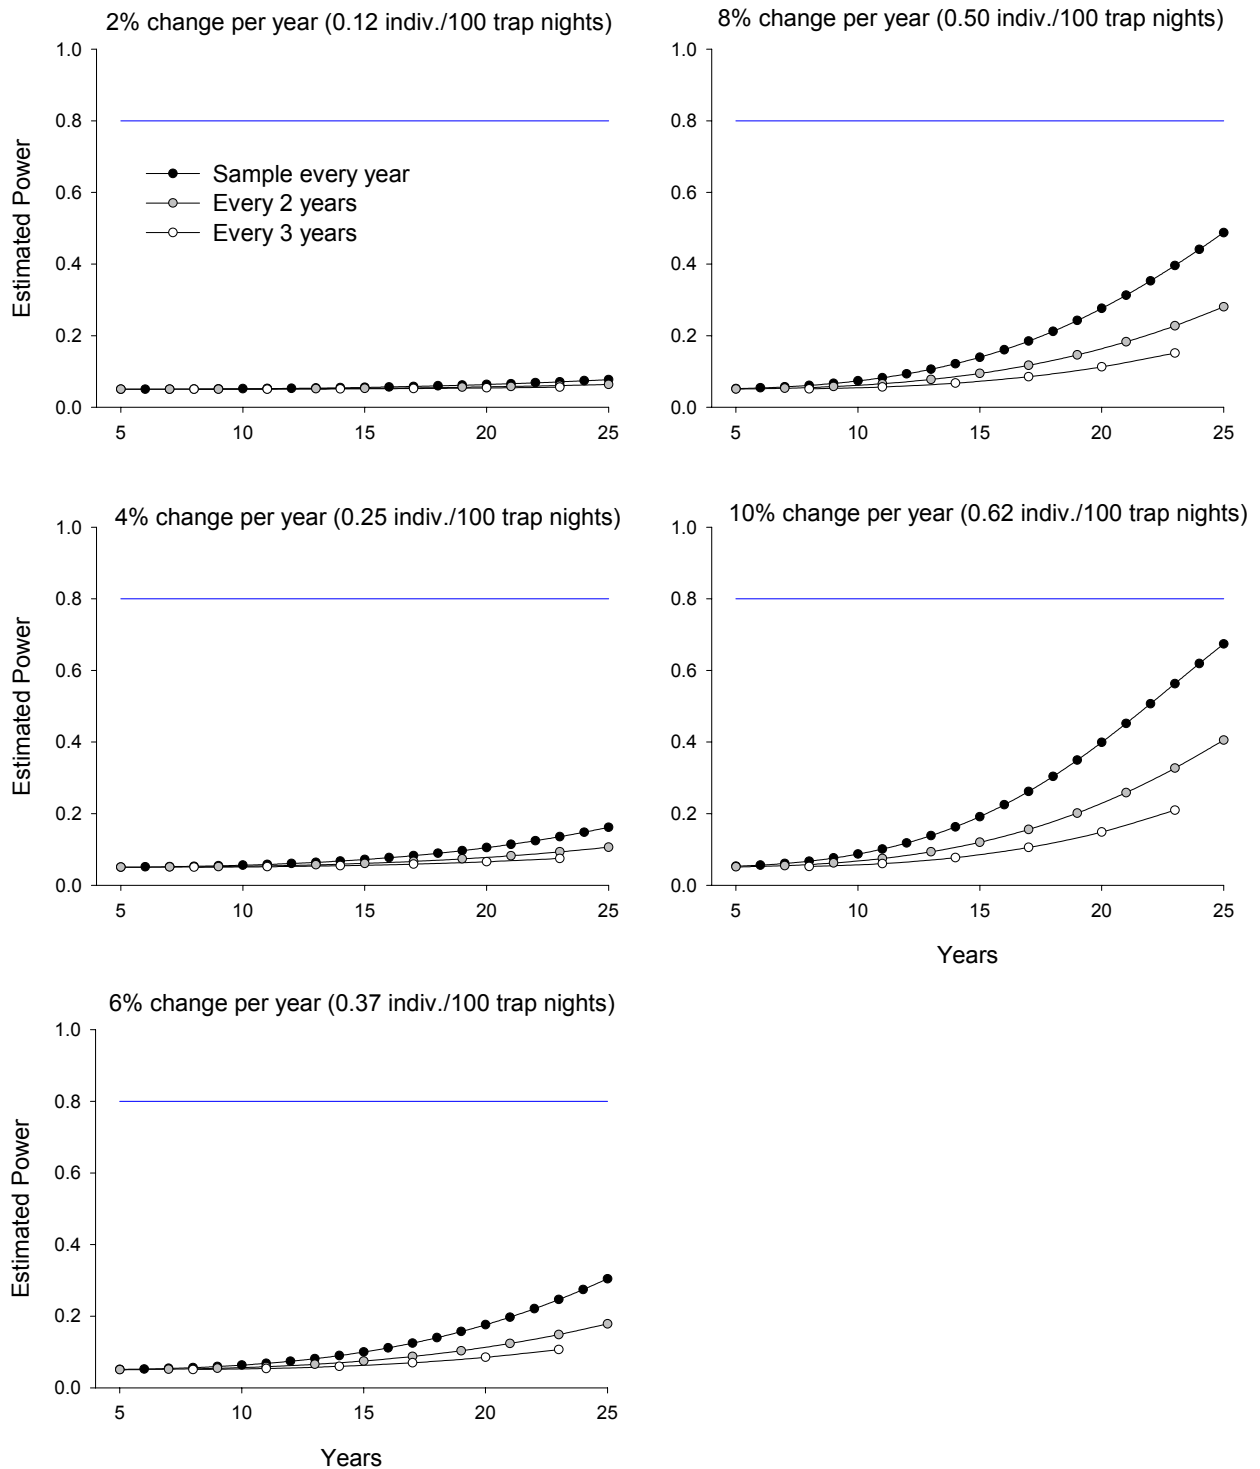 2% change per year (0.12 indiv./100 trap nights)
1.0
0.8
0.6
0.4
0.2
0.0
5 10 15 20 25
Estimated Power
Sample every year
Every 2 years
Every 3 years
8% change per year (0.50 indiv./100 trap nights)
1.0
0.8
0.6
0.4
0.2
0.0
5 10 15 20 25
4% change per year (0.25 indiv./100 trap nights)
1.0
0.8
0.6
0.4
0.2
0.0
5 10 15 20 25
Estimated Power
10% change per year (0.62 indiv./100 trap nights)
1.0
0.8
0.6
0.4
0.2
0.0
5 10 15 20 25
Years
6% change per year (0.37 indiv./100 trap nights)
1.0
0.8
0.6
0.4
0.2
0.0
5 10 15 20 25
Estimated Power
Years